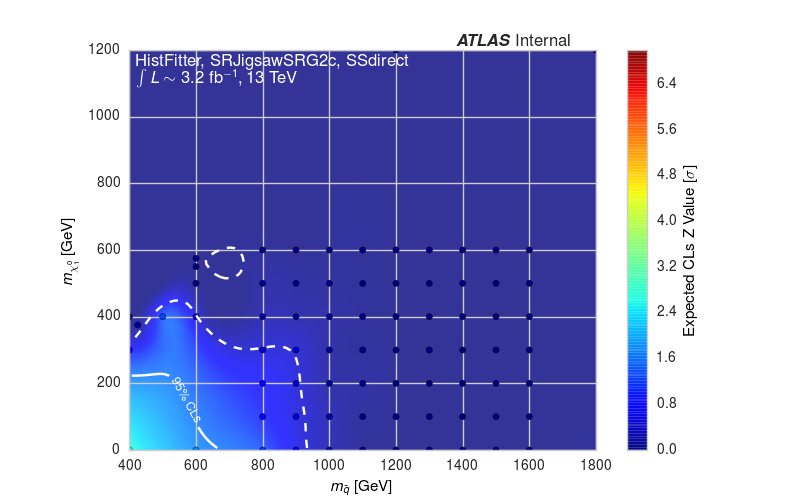 ATLAS Internal
HistFitter, SRJigsawSRG2c, SSdirect
∫ L ∼ 3.2 fb⁻¹, 13 TeV
1200
1000
800
600
400
200
0
m_χ̃₁⁰ [GeV]
95% CLs
400 600 800 1000 1200 1400 1600 1800
m_q̃ [GeV]
6.4
5.6
4.8
4.0
3.2
2.4
1.6
0.8
0.0
Expected CLs Z Value [σ]